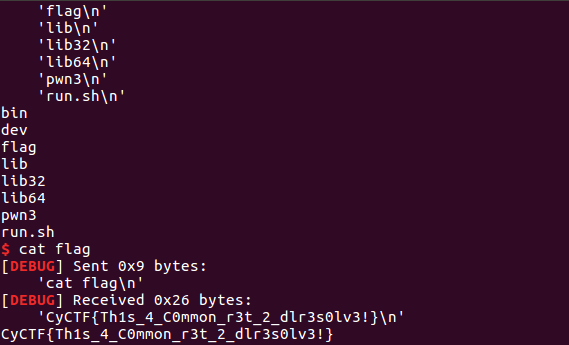 'flag\n'
'lib\n'
'lib32\n'
'lib64\n'
'pwn3\n'
'run.sh\n'
bin
dev
flag
lib
lib32
lib64
pwn3
run.sh
$ cat flag
[DEBUG] Sent 0x9 bytes:
'cat flag\n'
[DEBUG] Received 0x26 bytes:
'CyCTF{Th1s_4_C0mmon_r3t_2_dlr3s0lv3!}\n'
CyCTF{Th1s_4_C0mmon_r3t_2_dlr3s0lv3!}